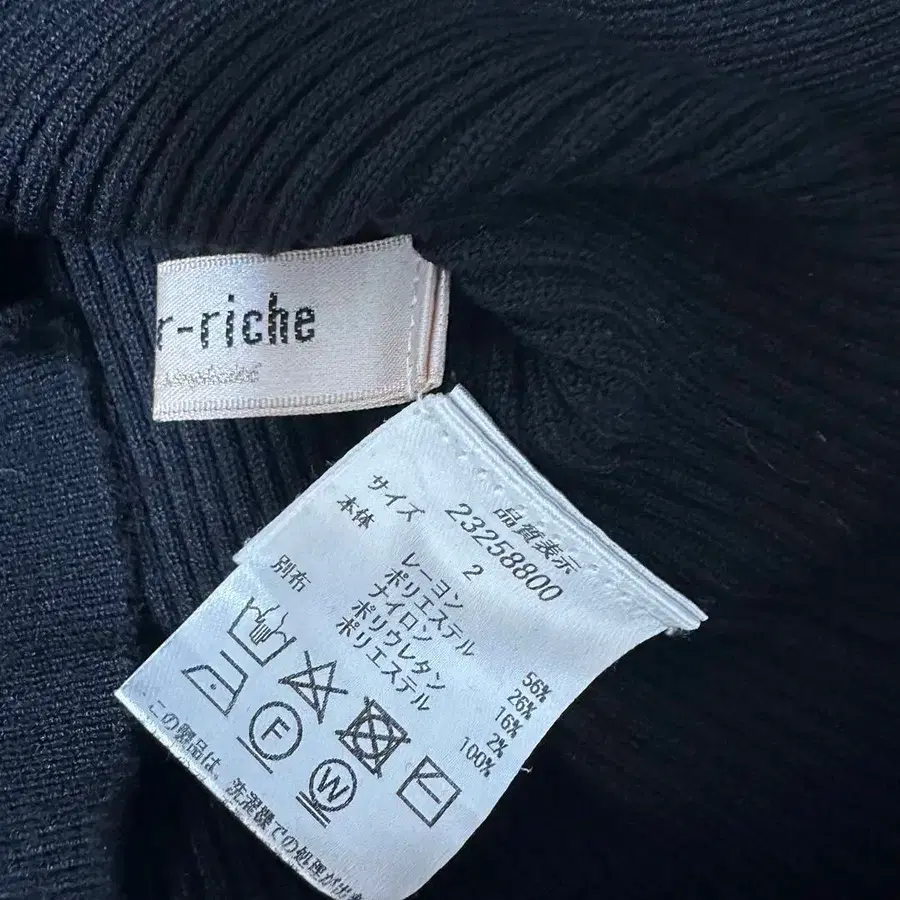 r-riche
品質表示
23258800
サイズ 2
本体 レーヨン 56%
ポリエステル 26%
ナイロン 16%
ポリウレタン 2%
別布 ポリエステル 100%
F
W
この製品は、洗濯機での処理が出来